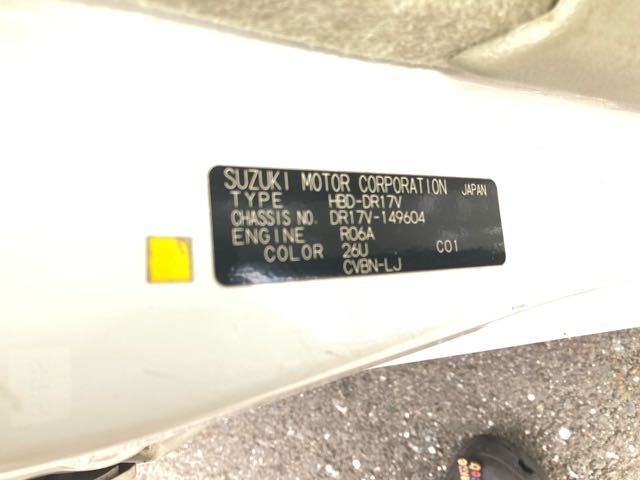 SUZUKI MOTOR CORPORATION JAPAN
TYPE HBD-DR17V
CHASSIS NO. DR17V-149604
ENGINE R06A
COLOR 26U C01
CVBN-LJ